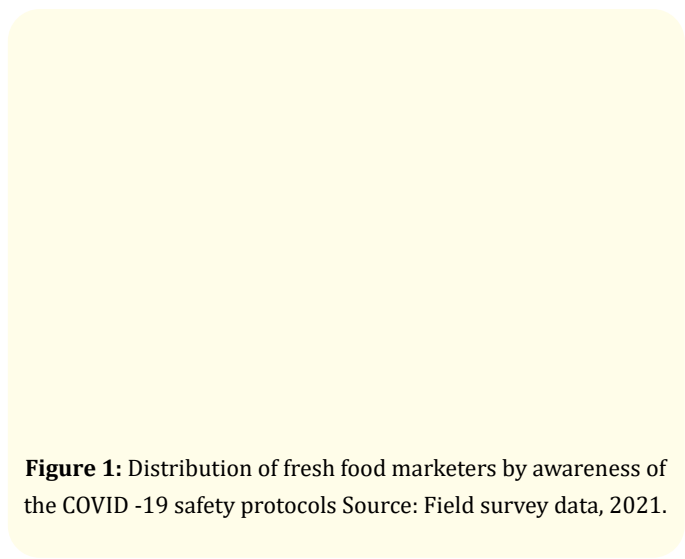 Figure 1: Distribution of fresh food marketers by awareness of
the COVID -19 safety protocols Source: Field survey data, 2021.